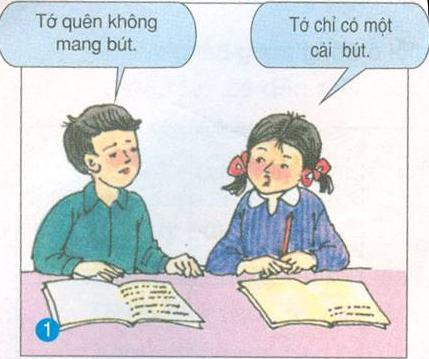 Tớ quên không
mang bút.
Tớ chỉ có một
cái bút.
1